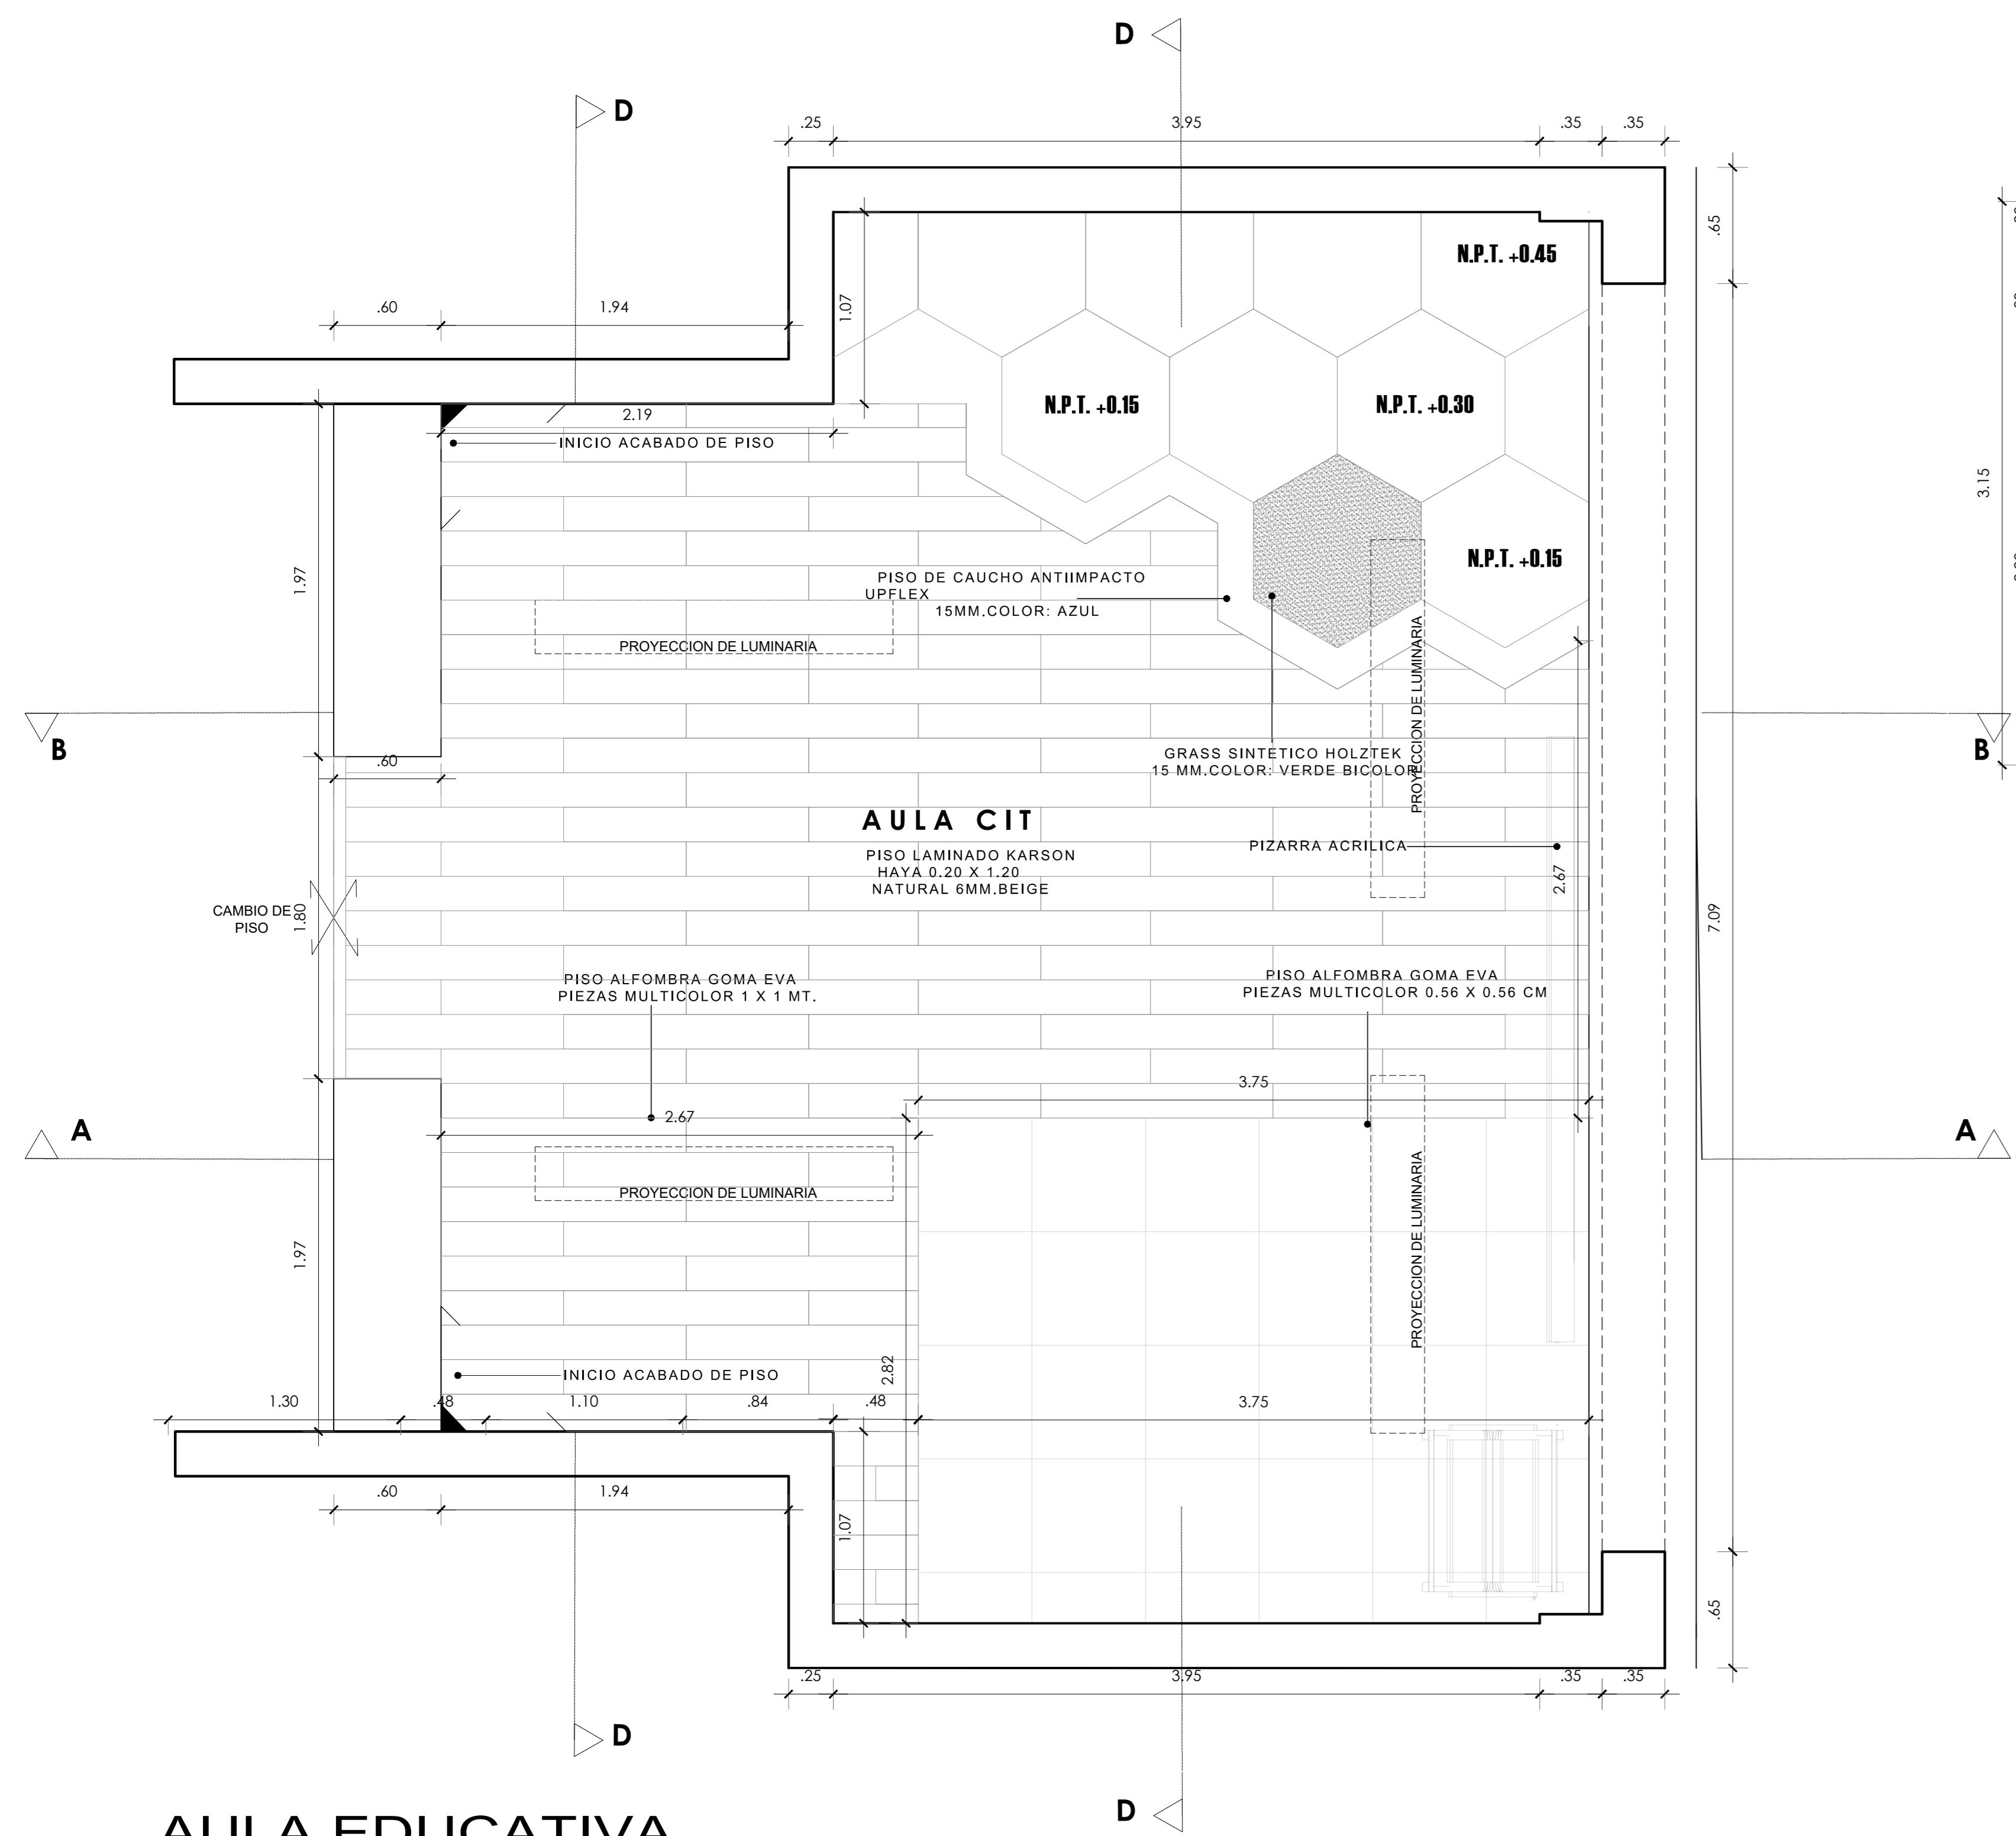 D
D
.25
3.95
.35
.35
.65
N.P.T. +0.45
.60
1.94
1.07
N.P.T. +0.15
N.P.T. +0.30
2.19
INICIO ACABADO DE PISO
3.15
1.97
N.P.T. +0.15
PISO DE CAUCHO ANTIIMPACTO
UPFLEX
15MM.COLOR: AZUL
PROYECCION DE LUMINARIA
PROYECCION DE LUMINARIA
B
B
.60
GRASS SINTETICO HOLZTEK
15 MM.COLOR: VERDE BICOLOR
AULA CIT
PISO LAMINADO KARSON
HAYA 0.20 X 1.20
NATURAL 6MM.BEIGE
PIZARRA ACRILICA
2.67
CAMBIO DE
PISO
1.80
7.09
PISO ALFOMBRA GOMA EVA
PIEZAS MULTICOLOR 1 X 1 MT.
PISO ALFOMBRA GOMA EVA
PIEZAS MULTICOLOR 0.56 X 0.56 CM
3.75
2.67
A
A
PROYECCION DE LUMINARIA
PROYECCION DE LUMINARIA
1.97
2.82
INICIO ACABADO DE PISO
1.30
.48
1.10
.84
.48
3.75
.60
1.94
1.07
.65
.25
3.95
.35
.35
D
D
AULA EDUCATIVA